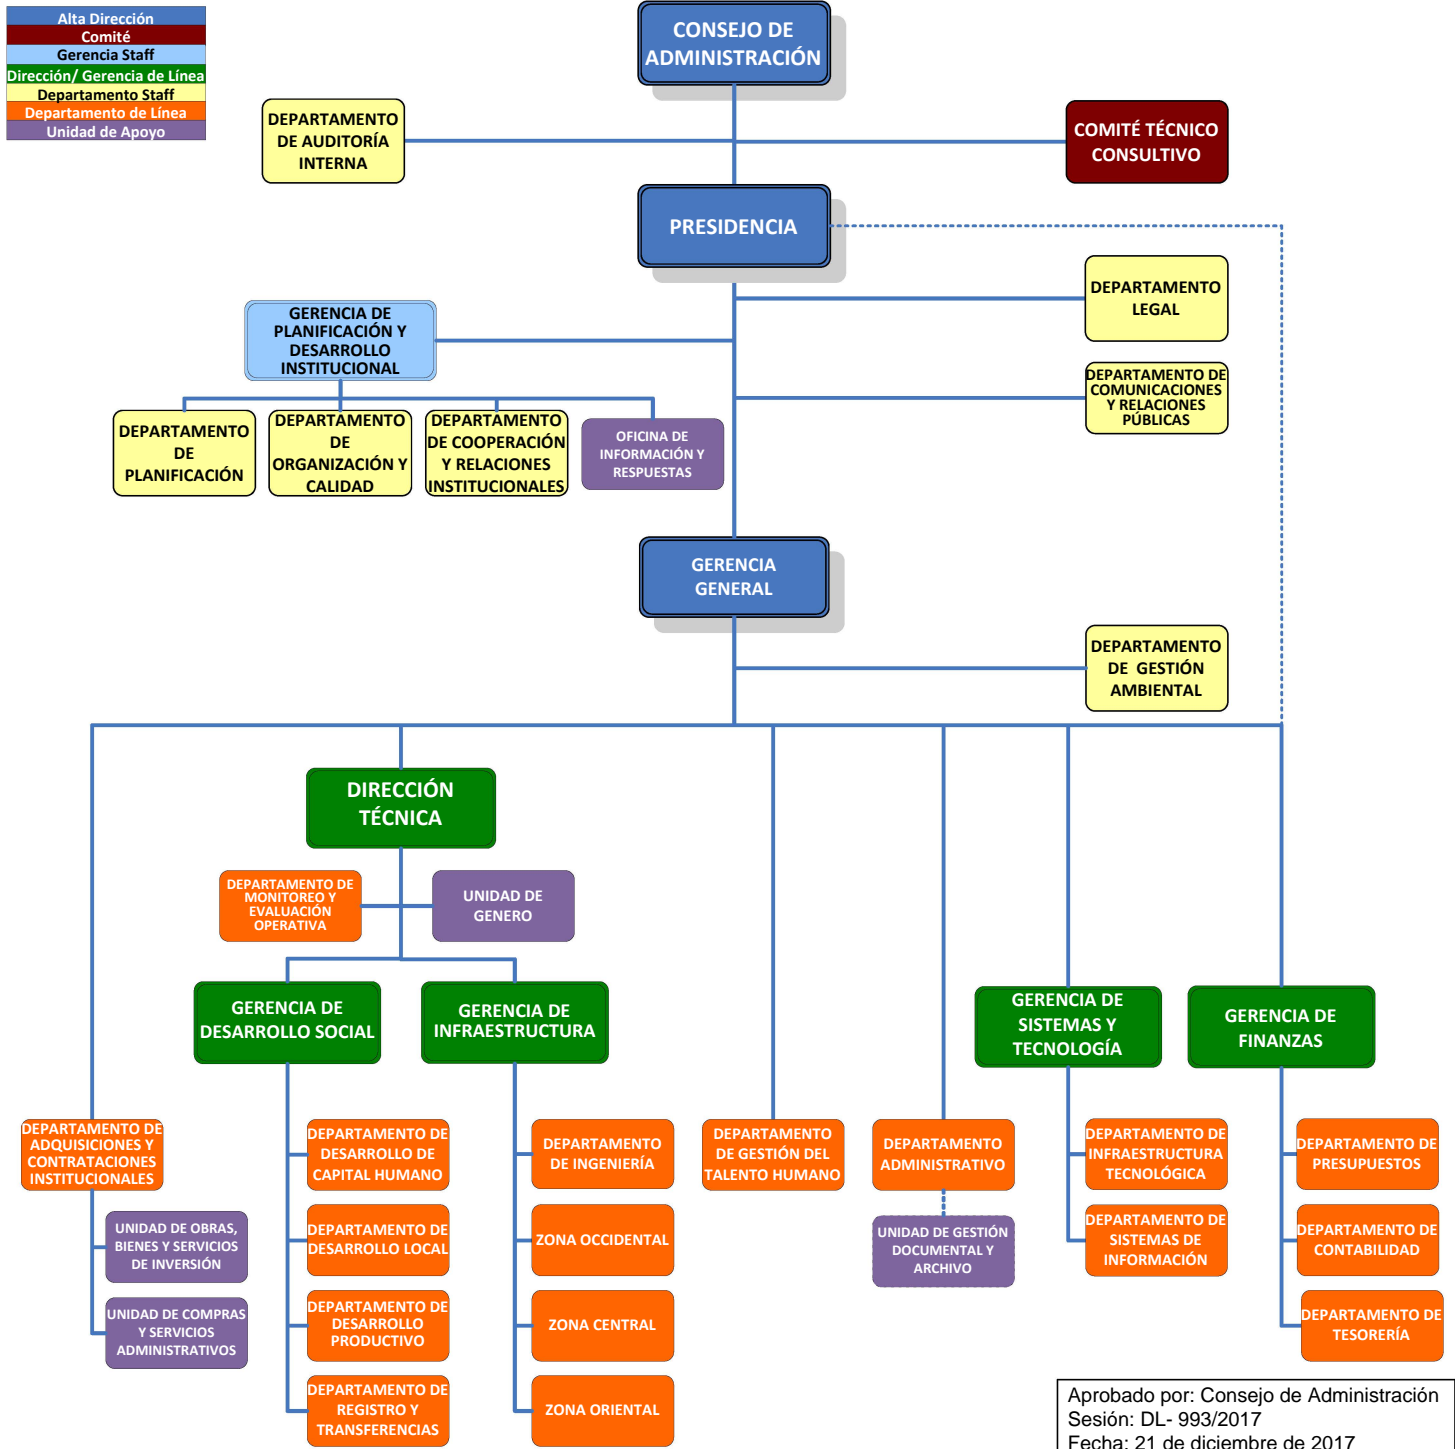 Alta Dirección
Comité
Gerencia Staff
Dirección/ Gerencia de Línea
Departamento Staff
Departamento de Línea
Unidad de Apoyo
CONSEJO DE
ADMINISTRACIÓN
DEPARTAMENTO
DE AUDITORÍA
INTERNA
COMITÉ TÉCNICO
CONSULTIVO
PRESIDENCIA
DEPARTAMENTO
LEGAL
GERENCIA DE
PLANIFICACIÓN Y
DESARROLLO
INSTITUCIONAL
DEPARTAMENTO DE
COMUNICACIONES
Y RELACIONES
PÚBLICAS
DEPARTAMENTO
DE
PLANIFICACIÓN
DEPARTAMENTO
DE
ORGANIZACIÓN Y
CALIDAD
DEPARTAMENTO
DE COOPERACIÓN
Y RELACIONES
INSTITUCIONALES
OFICINA DE
INFORMACIÓN Y
RESPUESTAS
GERENCIA
GENERAL
DEPARTAMENTO
DE GESTIÓN
AMBIENTAL
DIRECCIÓN
TÉCNICA
DEPARTAMENTO DE
MONITOREO Y
EVALUACIÓN
OPERATIVA
UNIDAD DE
GENERO
GERENCIA DE
DESARROLLO SOCIAL
GERENCIA DE
INFRAESTRUCTURA
GERENCIA DE
SISTEMAS Y
TECNOLOGÍA
GERENCIA DE
FINANZAS
DEPARTAMENTO DE
ADQUISICIONES Y
CONTRATACIONES
INSTITUCIONALES
DEPARTAMENTO DE
DESARROLLO DE
CAPITAL HUMANO
DEPARTAMENTO
DE INGENIERÍA
DEPARTAMENTO
DE GESTIÓN DEL
TALENTO HUMANO
DEPARTAMENTO
ADMINISTRATIVO
DEPARTAMENTO DE
INFRAESTRUCTURA
TECNOLÓGICA
DEPARTAMENTO DE
PRESUPUESTOS
UNIDAD DE OBRAS,
BIENES Y SERVICIOS
DE INVERSIÓN
DEPARTAMENTO DE
DESARROLLO LOCAL
ZONA OCCIDENTAL
UNIDAD DE GESTIÓN
DOCUMENTAL Y
ARCHIVO
DEPARTAMENTO DE
SISTEMAS DE
INFORMACIÓN
DEPARTAMENTO DE
CONTABILIDAD
UNIDAD DE COMPRAS
Y SERVICIOS
ADMINISTRATIVOS
DEPARTAMENTO DE
DESARROLLO
PRODUCTIVO
ZONA CENTRAL
DEPARTAMENTO DE
TESORERÍA
DEPARTAMENTO DE
REGISTRO Y
TRANSFERENCIAS
ZONA ORIENTAL
Aprobado por: Consejo de Administración
Sesión: DL- 993/2017
Fecha: 21 de diciembre de 2017